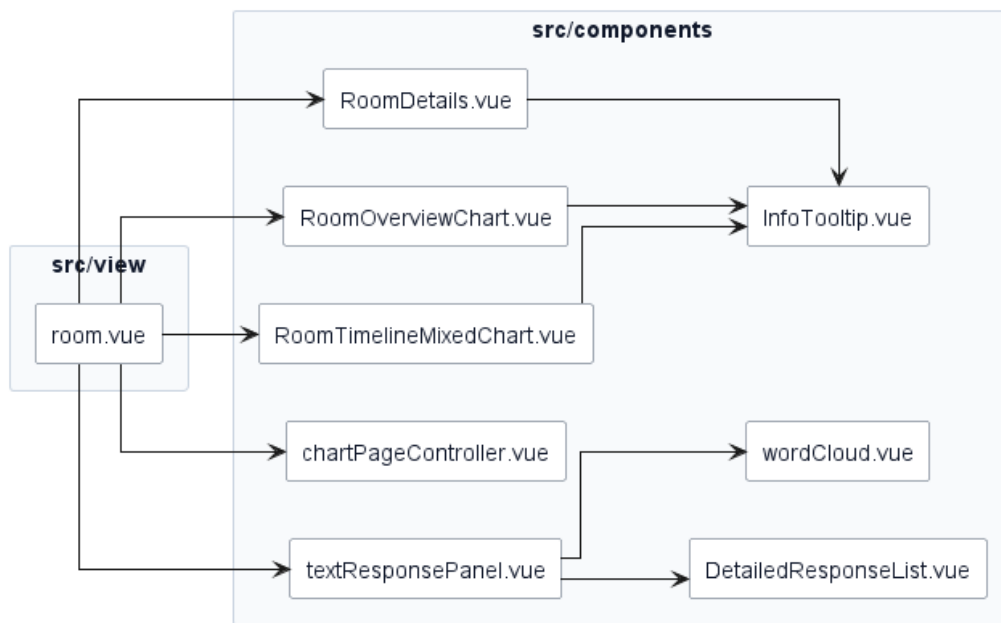 src/components
RoomDetails.vue
RoomOverviewChart.vue
InfoTooltip.vue
src/view
room.vue
RoomTimelineMixedChart.vue
chartPageController.vue
wordCloud.vue
textResponsePanel.vue
DetailedResponseList.vue